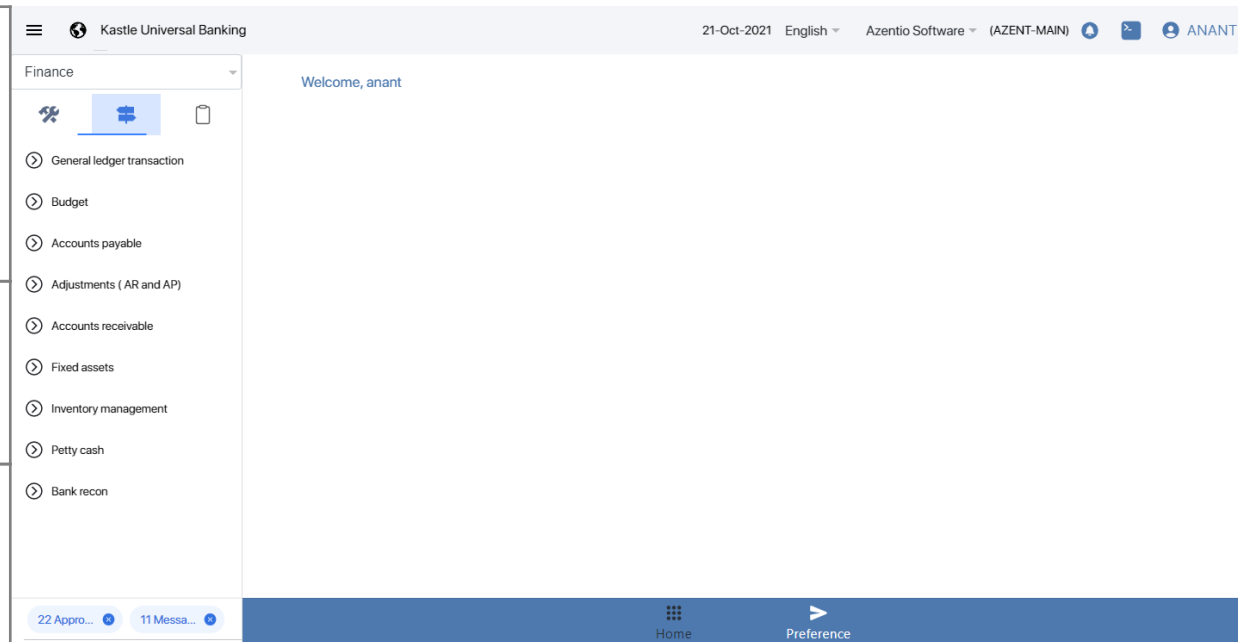 Kastle Universal Banking 21-Oct-2021 English Azentio Software (AZENT-MAIN) ANANT
Finance
Welcome, anant
General ledger transaction
Budget
Accounts payable
Adjustments ( AR and AP)
Accounts receivable
Fixed assets
Inventory management
Petty cash
Bank recon
22 Appro... 11 Messa...
Home Preference